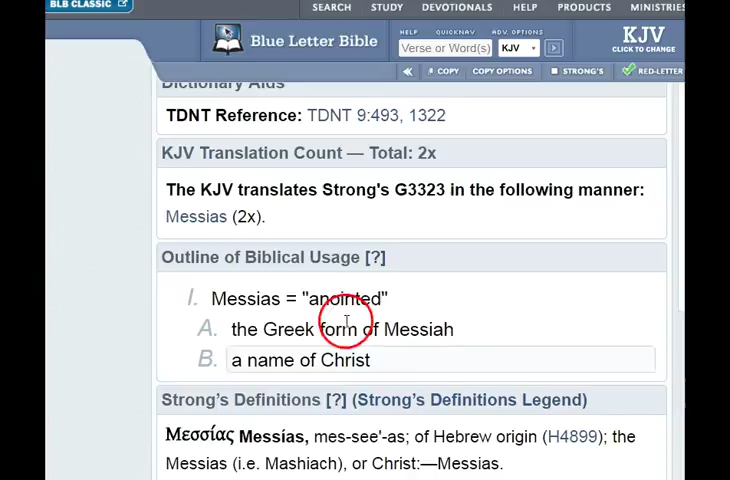 BLB CLASSIC
SEARCH STUDY DEVOTIONALS HELP PRODUCTS MINISTRIES
Blue Letter Bible
HELP QUICKNAV ADV. OPTIONS
Verse or Word(s) KJV
KJV
CLICK TO CHANGE
COPY COPY OPTIONS STRONG'S RED-LETTER
Dictionary Aids
TDNT Reference: TDNT 9:493, 1322
KJV Translation Count — Total: 2x
The KJV translates Strong's G3323 in the following manner:
Messias (2x).
Outline of Biblical Usage [?]
I. Messias = "anointed"
A. the Greek form of Messiah
B. a name of Christ
Strong’s Definitions [?] (Strong’s Definitions Legend)
Μεσσίας Messías, mes-see'-as; of Hebrew origin (H4899); the
Messias (i.e. Mashiach), or Christ:—Messias.